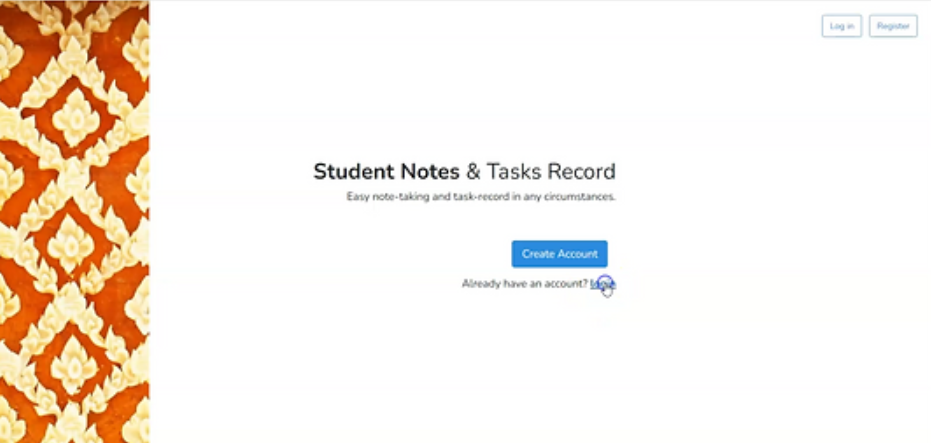 Log in Register
Student Notes & Tasks Record
Easy note-taking and task-record in any circumstances.
Create Account
Already have an account?